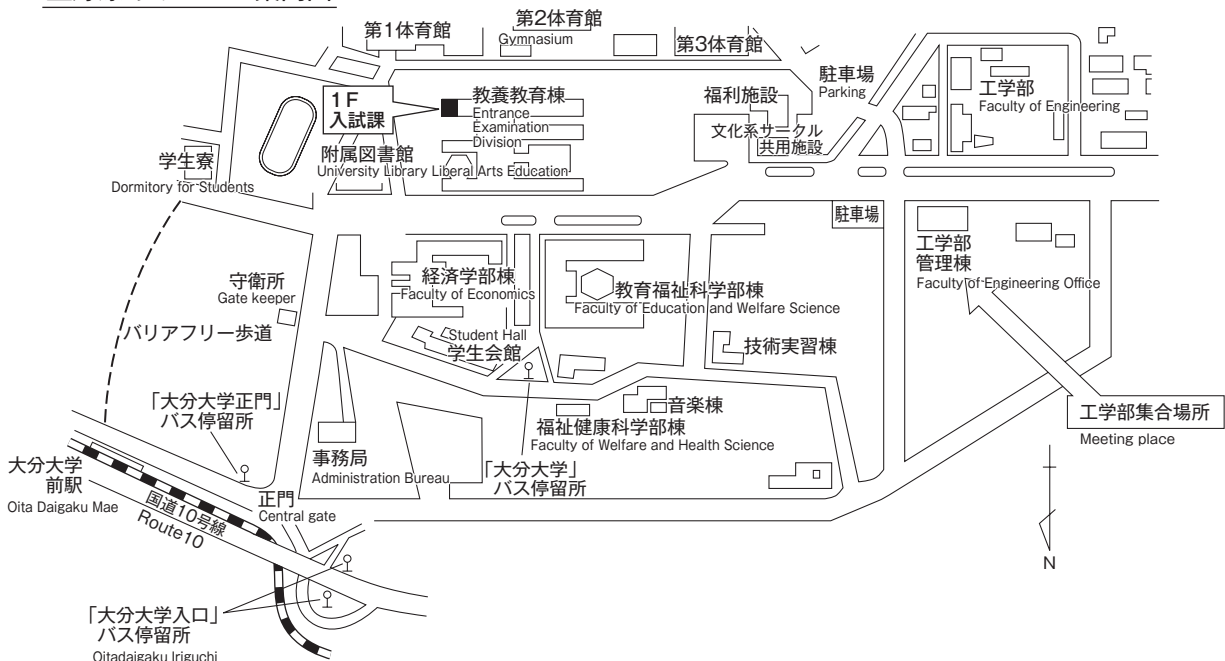 第1体育館
第2体育館
Gymnasium
第3体育館
駐車場
Parking
工学部
Faculty of Engineering
1F
入試課
教養教育棟
Entrance
Examination
Division
福利施設
文化系サークル
共用施設
学生寮
Dormitory for Students
附属図書館
University Library Liberal Arts Education
駐車場
工学部
管理棟
Faculty of Engineering Office
守衛所
Gate keeper
経済学部棟
Faculty of Economics
教育福祉科学部棟
Faculty of Education and Welfare Science
バリアフリー歩道
Student Hall
学生会館
技術実習棟
「大分大学正門」
バス停留所
音楽棟
工学部集合場所
Meeting place
福祉健康科学部棟
Faculty of Welfare and Health Science
事務局
Administration Bureau
「大分大学」
バス停留所
大分大学
前駅
Oita Daigaku Mae
正門
Central gate
国道10号線
Route10
N
「大分大学入口」
バス停留所
Oitadaigaku Iriguchi